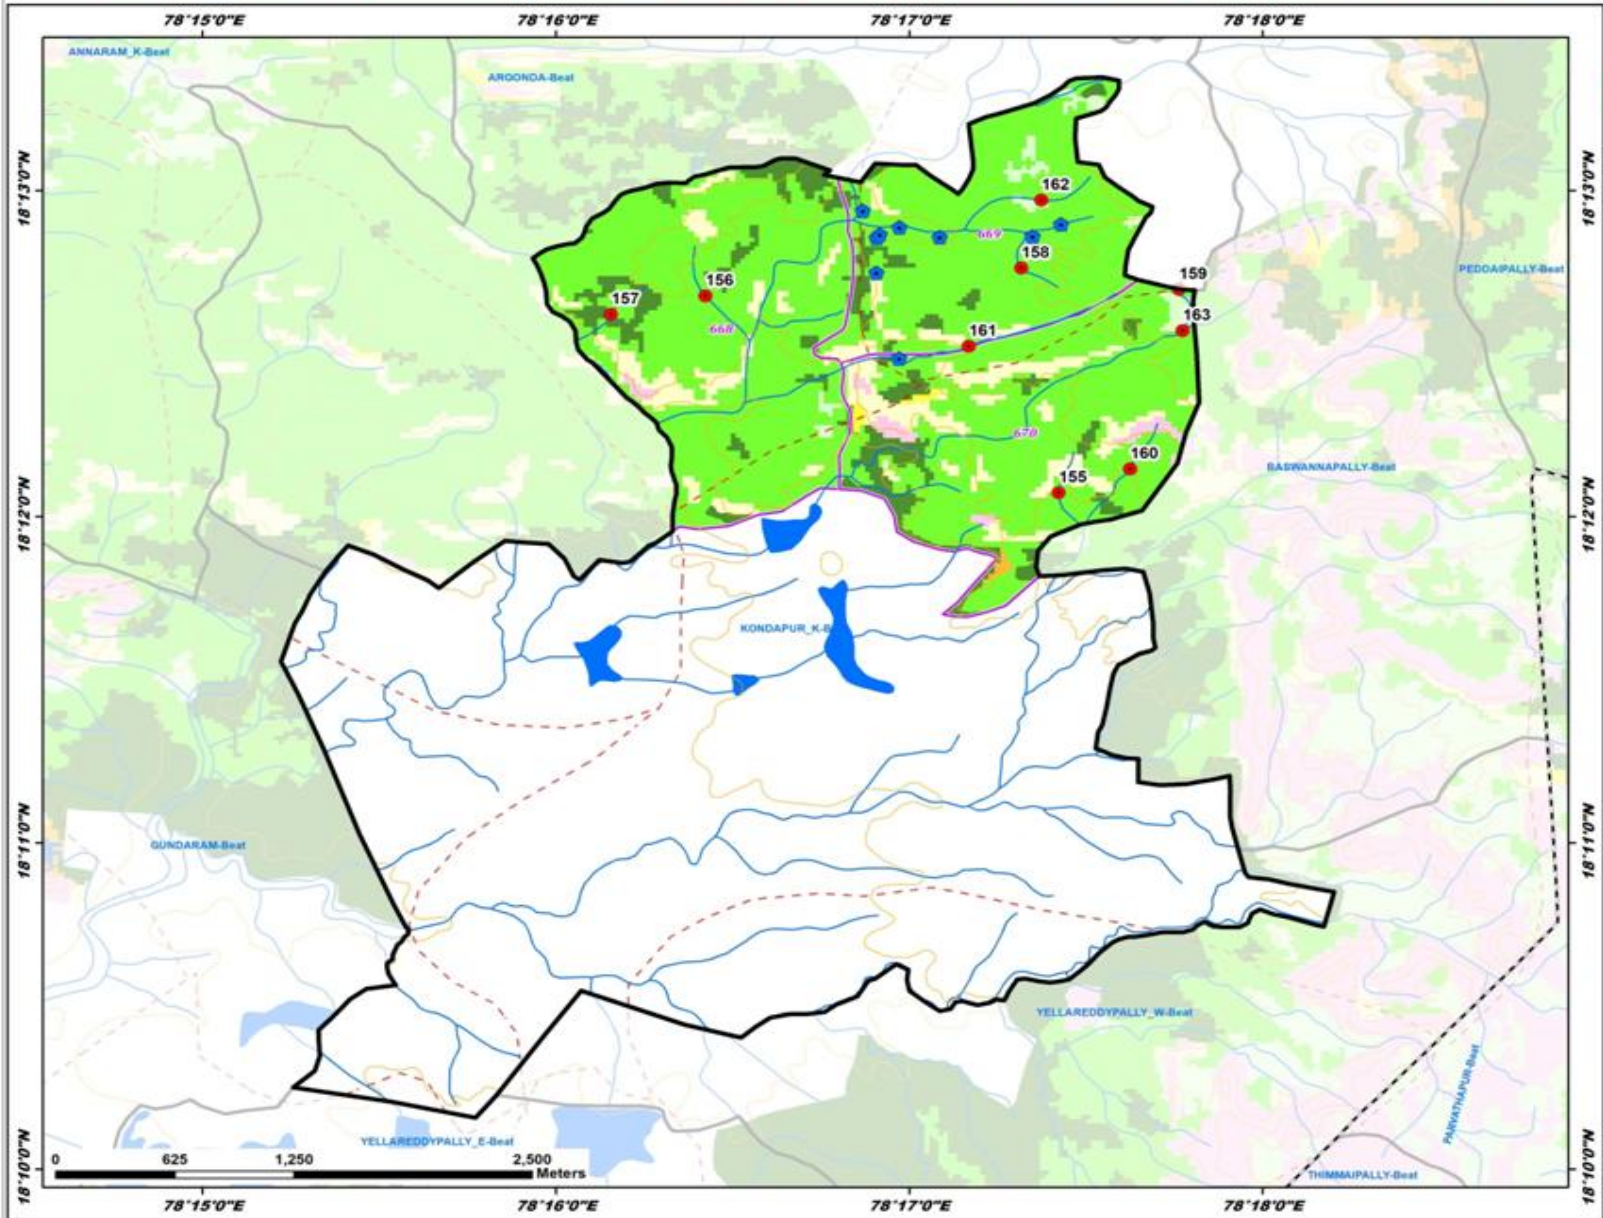 78°15'0"E
78°16'0"E
78°17'0"E
78°18'0"E
ANNARAM_K-Beat
ARGONDA-Beat
18°13'0"N
18°13'0"N
162
669
158
159
PEDDAIPALLY-Beat
156
157
163
668
161
670
160
BASWANNAPALLY-Beat
155
18°12'0"N
18°12'0"N
KONDAPUR_K-B
18°11'0"N
18°11'0"N
GUNDARAM-Beat
YELLAREDDYPALLY_W-Beat
PARVATHAPUR-Beat
YELLAREDDYPALLY_E-Beat
18°10'0"N
18°10'0"N
0 625 1,250 2,500
Meters
THIMMAIPALLY-Beat
78°15'0"E
78°16'0"E
78°17'0"E
78°18'0"E